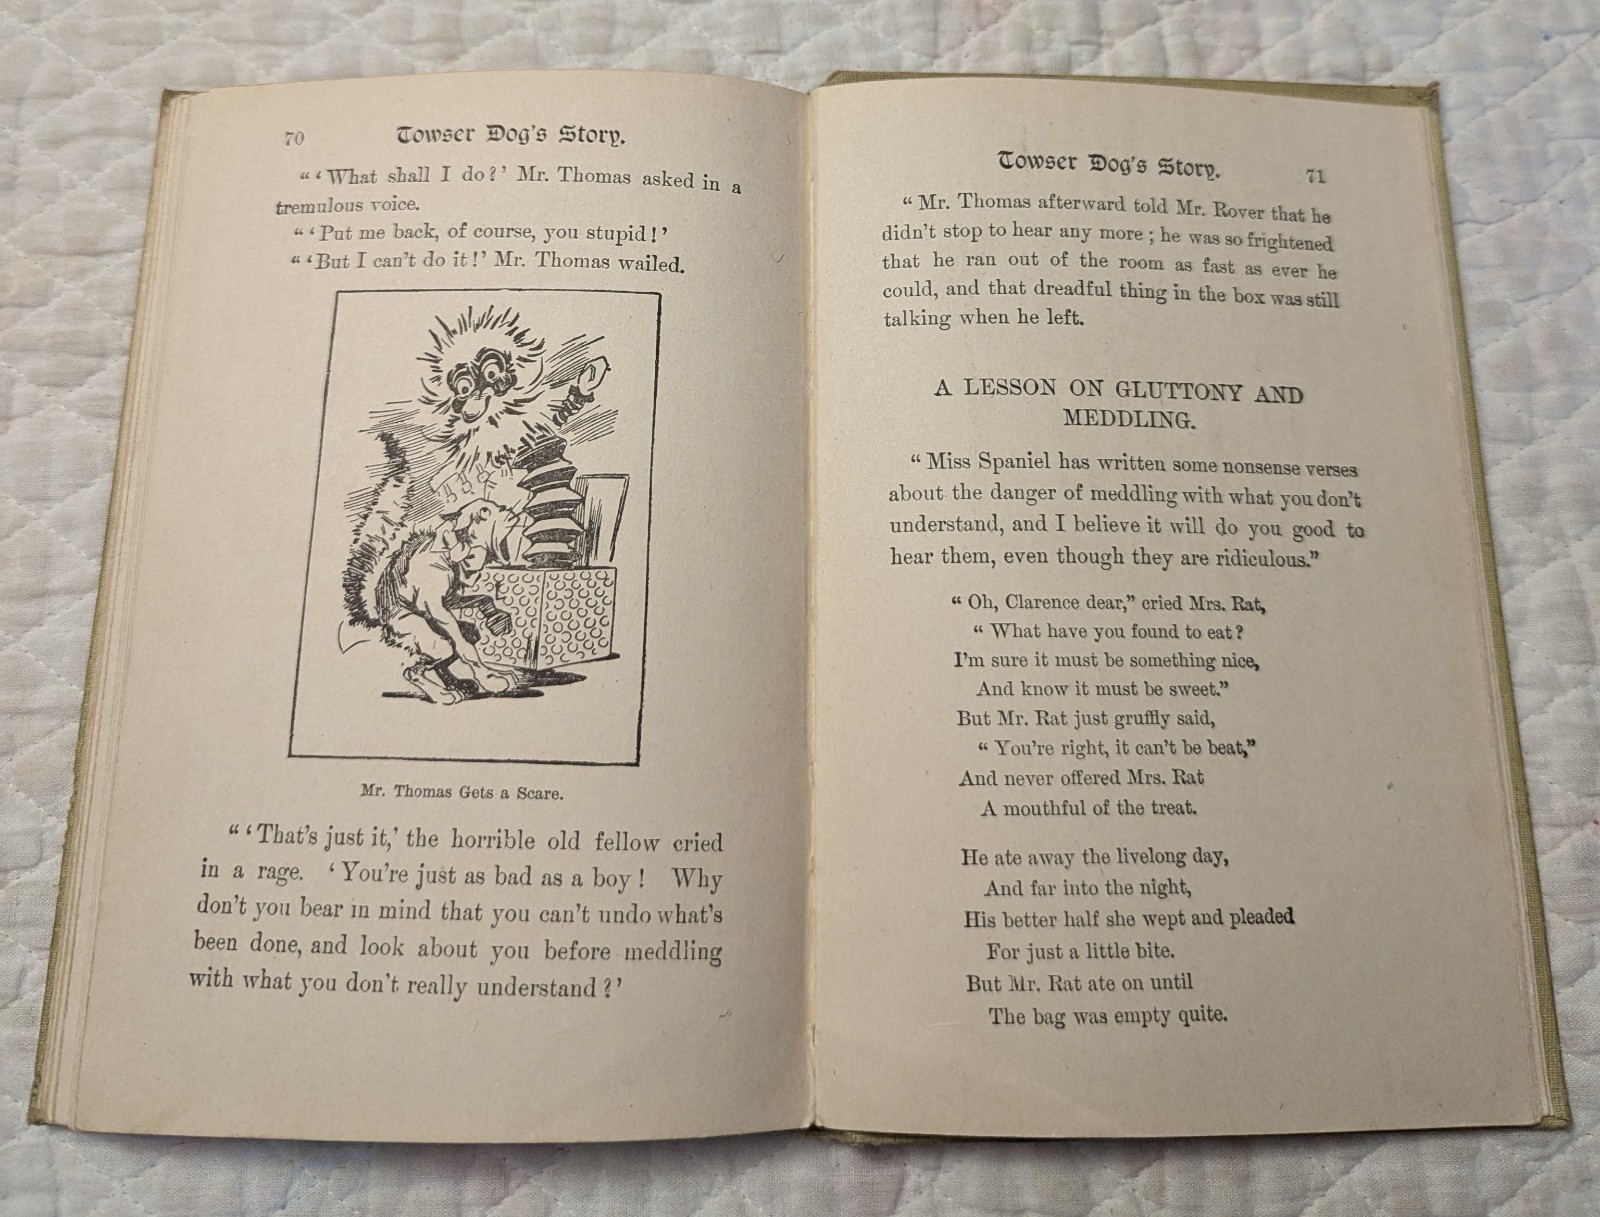 70 Towser Dog's Story.
“‘What shall I do?’ Mr. Thomas asked in a
tremulous voice.
“‘Put me back, of course, you stupid!’
“‘But I can't do it!’ Mr. Thomas wailed.
Mr. Thomas Gets a Scare.
“‘That's just it,’ the horrible old fellow cried
in a rage. ‘You're just as bad as a boy! Why
don't you bear in mind that you can't undo what's
been done, and look about you before meddling
with what you don't really understand?’
Towser Dog's Story. 71
“Mr. Thomas afterward told Mr. Rover that he
didn't stop to hear any more; he was so frightened
that he ran out of the room as fast as ever he
could, and that dreadful thing in the box was still
talking when he left.
A LESSON ON GLUTTONY AND
MEDDLING.
“Miss Spaniel has written some nonsense verses
about the danger of meddling with what you don't
understand, and I believe it will do you good to
hear them, even though they are ridiculous.”
“Oh, Clarence dear,” cried Mrs. Rat,
“What have you found to eat?
I'm sure it must be something nice,
And know it must be sweet.”
But Mr. Rat just gruffly said,
“You're right, it can't be beat,”
And never offered Mrs. Rat
A mouthful of the treat.
He ate away the livelong day,
And far into the night,
His better half she wept and pleaded
For just a little bite.
But Mr. Rat ate on until
The bag was empty quite.